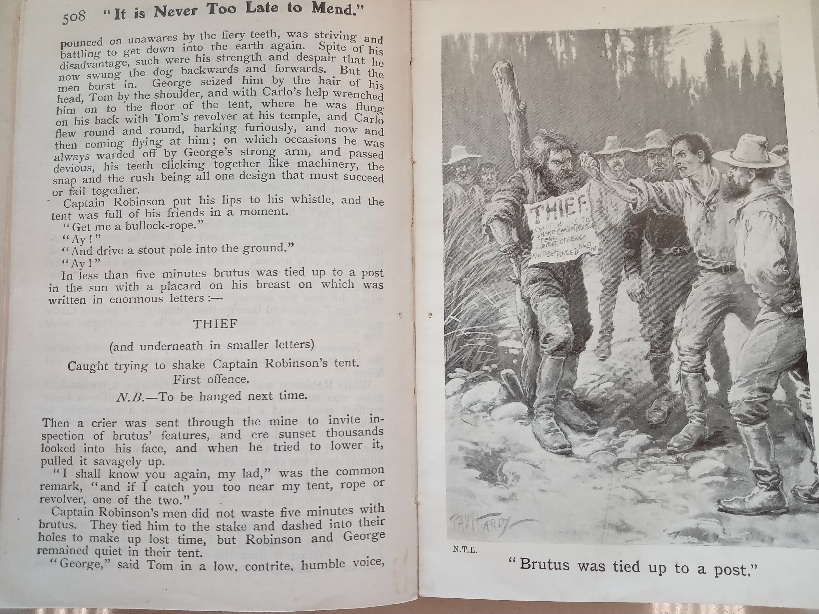 508 "It is Never Too Late to Mend."
pounced on unawares by the fiery teeth, was striving and
battling to get down into the earth again. Spite of his
disadvantage, such were his strength and despair that he
now swung the dog backwards and forwards. But the
men burst in. George seized him by the hair of his
head, Tom by the shoulder, and with Carlo's help wrenched
him on to the floor of the tent, where he was flung
on his back with Tom's revolver at his temple, and Carlo
flew round and round, barking furiously, and now and
then coming flying at him; on which occasions he was
always warded off by George's strong arm, and passed
devious, his teeth clicking together like machinery, the
snap and the rush being all one design that must succeed
or fail together.
Captain Robinson put his lips to his whistle, and the
tent was full of his friends in a moment.
"Get me a bullock-rope."
"Ay!"
"And drive a stout pole into the ground."
"Ay!"
In less than five minutes brutus was tied up to a post
in the sun with a placard on his breast on which was
written in enormous letters:—
THIEF
(and underneath in smaller letters)
Caught trying to shake Captain Robinson's tent.
First offence.
N.B.—To be hanged next time.
Then a crier was sent through the mine to invite in-
spection of brutus' features, and ere sunset thousands
looked into his face, and when he tried to lower it,
pulled it savagely up.
"I shall know you again, my lad," was the common
remark, "and if I catch you too near my tent, rope or
revolver, one of the two."
Captain Robinson's men did not waste five minutes with
brutus. They tied him to the stake and dashed into their
holes to make up lost time, but Robinson and George
remained quiet in their tent.
"George," said Tom in a low, contrite, humble voice,
THIEF
PAUL HARDY
N.T.L.
"Brutus was tied up to a post."